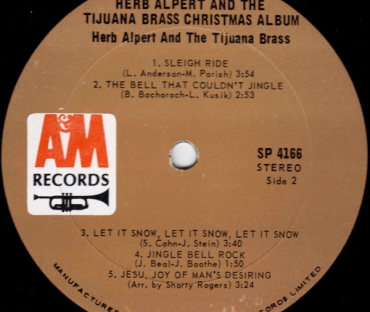 HERB ALPERT AND THE
TIJUANA BRASS CHRISTMAS ALBUM
Herb Alpert And The Tijuana Brass
1. SLEIGH RIDE
(L. Anderson-M. Parish) 3:54
2. THE BELL THAT COULDN'T JINGLE
(B. Bacharach-L. Kusik) 2:53
A&M
RECORDS
SP 4166
STEREO
Side 2
3. LET IT SNOW, LET IT SNOW, LET IT SNOW
(S. Cahn-J. Stein) 3:40
4. JINGLE BELL ROCK
(J. Beal-J. Boothe) 1:50
5. JESU, JOY OF MAN'S DESIRING
(Arr. by Shorty Rogers) 3:24
MANUFACTURE
RECORDS LIMITED